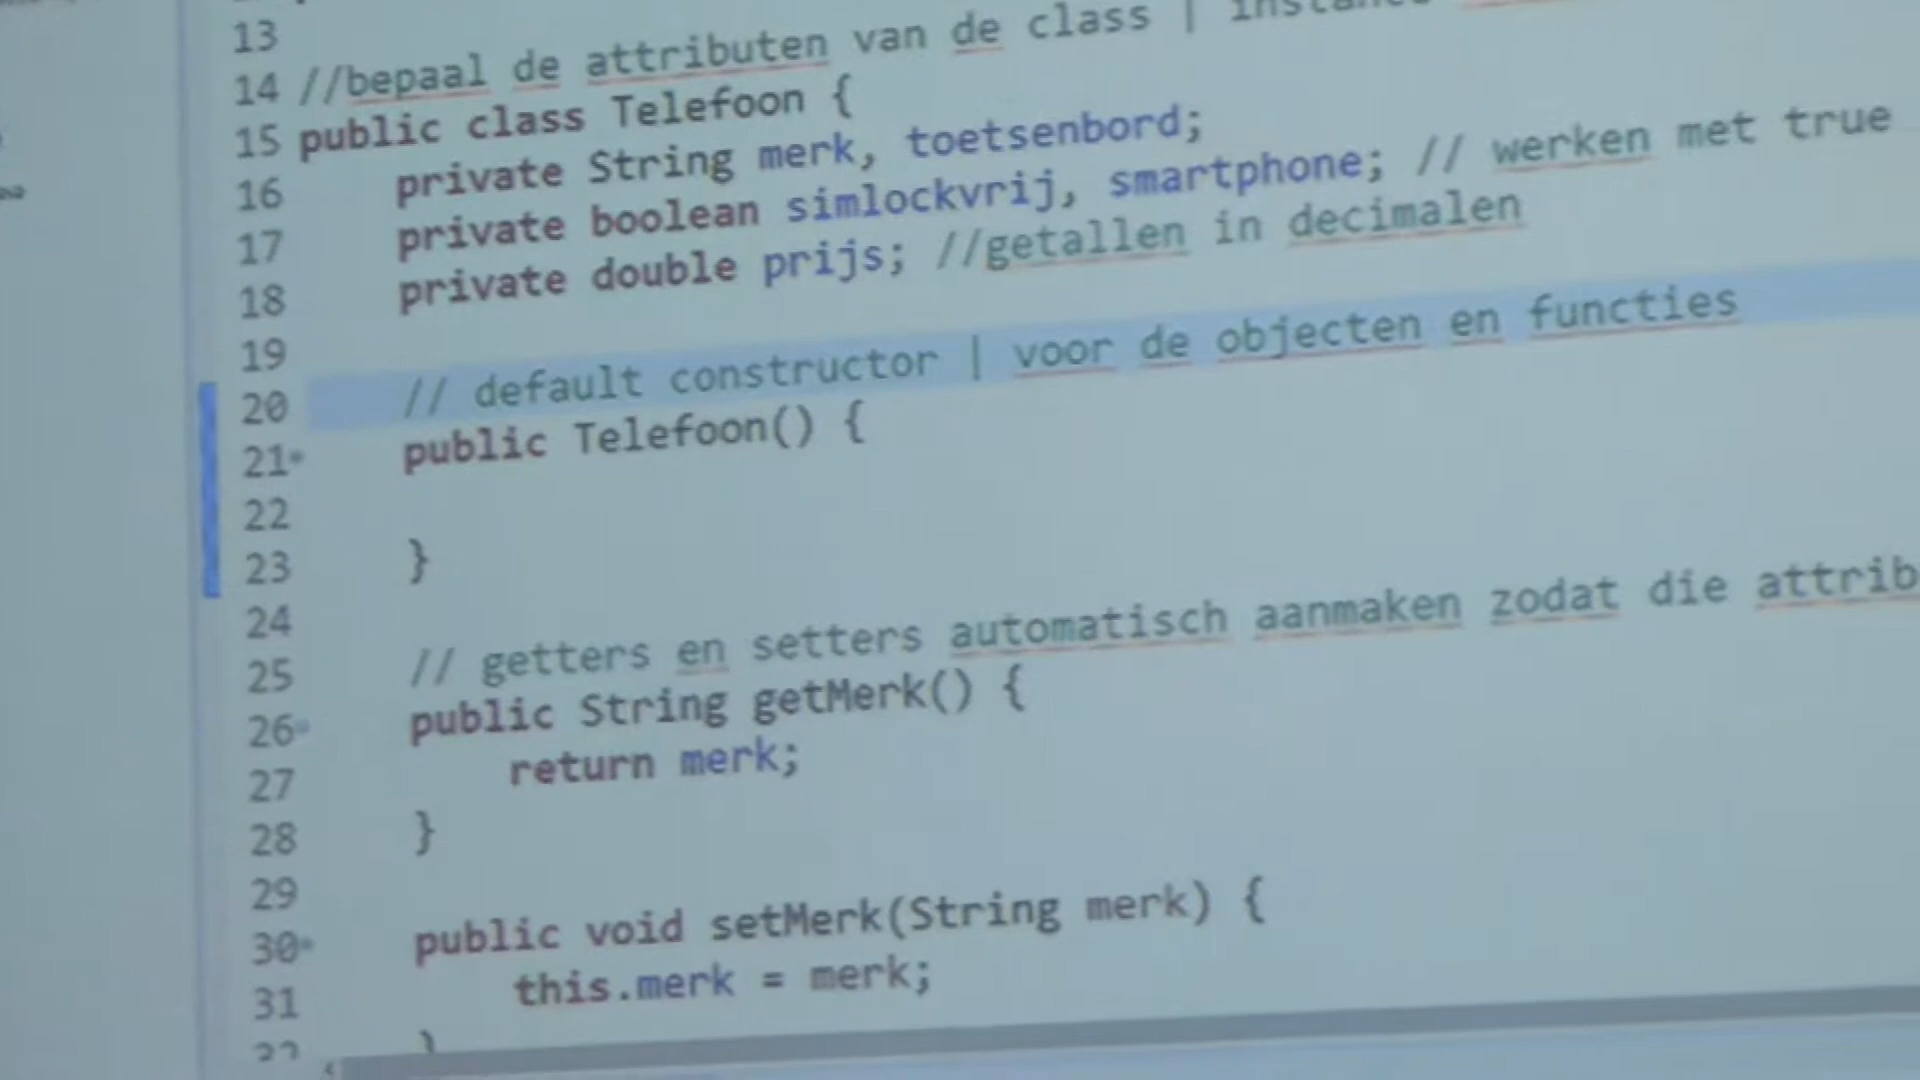 13
14 //bepaal de attributen van de class |
15 public class Telefoon {
16 private String merk, toetsenbord;
17 private boolean simlockvrij, smartphone; // werken met true
18 private double prijs; //getallen in decimalen
19
20 // default constructor | voor de objecten en functies
21 public Telefoon() {
22
23 }
24
25 // getters en setters automatisch aanmaken zodat die attrib
26 public String getMerk() {
27 return merk;
28 }
29
30 public void setMerk(String merk) {
31 this.merk = merk;
32 }